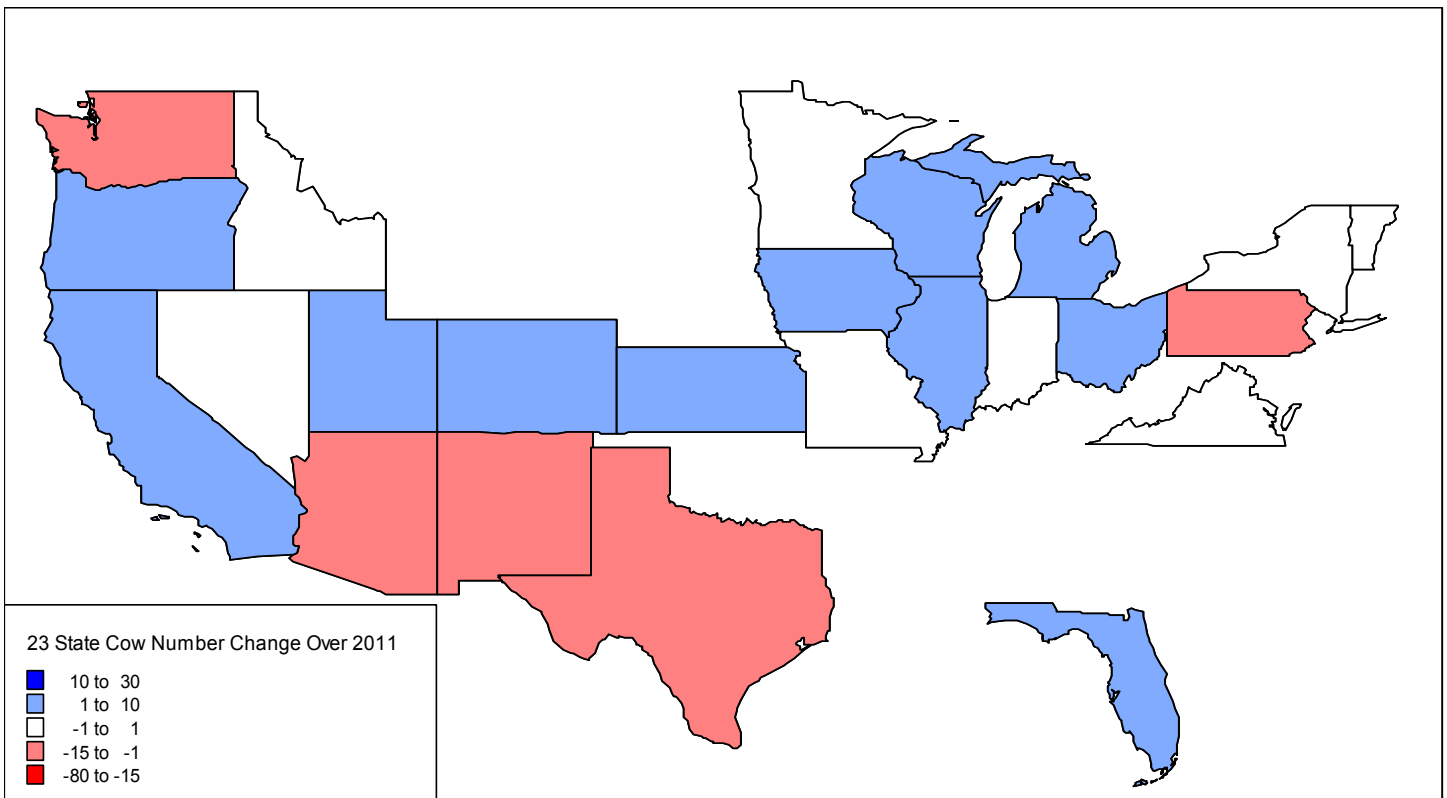 23 State Cow Number Change Over 2011
10 to 30
1 to 10
-1 to 1
-15 to -1
-80 to -15